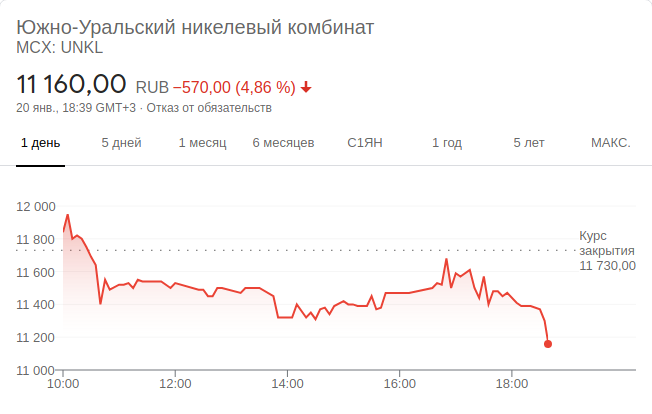 Южно-Уральский никелевый комбинат
MCX: UNKL
11 160,00 RUB −570,00 (4,86 %)
20 янв., 18:39 GMT+3 · Отказ от обязательств
1 день 5 дней 1 месяц 6 месяцев С1ЯН 1 год 5 лет МАКС.
12 000
11 800
11 600
11 400
11 200
11 000
Курс
закрытия
11 730,00
10:00 12:00 14:00 16:00 18:00